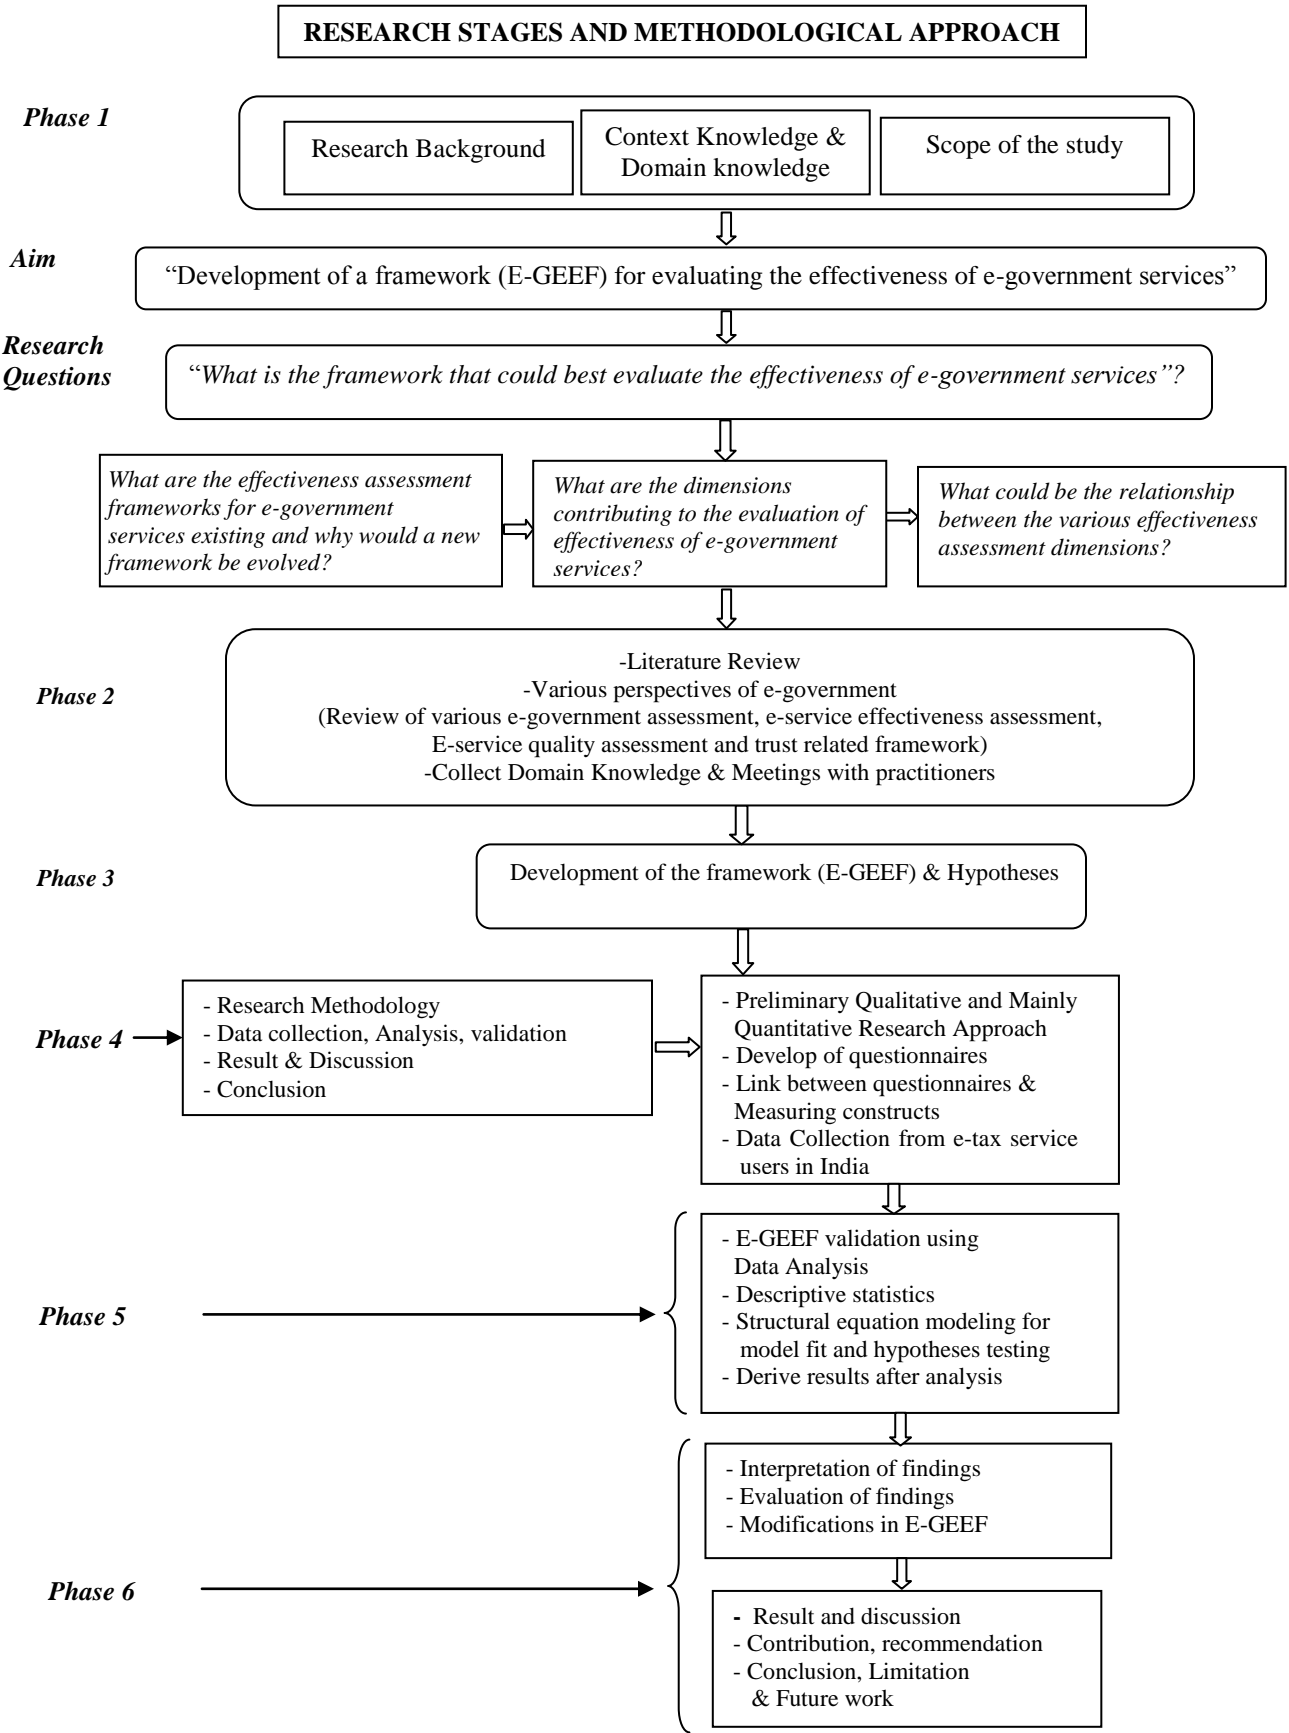 RESEARCH STAGES AND METHODOLOGICAL APPROACH
Phase 1
Research Background
Context Knowledge &
Domain knowledge
Scope of the study
Aim
“Development of a framework (E-GEEF) for evaluating the effectiveness of e-government services”
Research
Questions
“What is the framework that could best evaluate the effectiveness of e-government services”?
What are the effectiveness assessment
frameworks for e-government
services existing and why would a new
framework be evolved?
What are the dimensions
contributing to the evaluation of
effectiveness of e-government
services?
What could be the relationship
between the various effectiveness
assessment dimensions?
Phase 2
-Literature Review
-Various perspectives of e-government
(Review of various e-government assessment, e-service effectiveness assessment,
E-service quality assessment and trust related framework)
-Collect Domain Knowledge & Meetings with practitioners
Phase 3
Development of the framework (E-GEEF) & Hypotheses
Phase 4
- Research Methodology
- Data collection, Analysis, validation
- Result & Discussion
- Conclusion
- Preliminary Qualitative and Mainly
Quantitative Research Approach
- Develop of questionnaires
- Link between questionnaires &
Measuring constructs
- Data Collection from e-tax service
users in India
Phase 5
- E-GEEF validation using
Data Analysis
- Descriptive statistics
- Structural equation modeling for
model fit and hypotheses testing
- Derive results after analysis
Phase 6
- Interpretation of findings
- Evaluation of findings
- Modifications in E-GEEF
- Result and discussion
- Contribution, recommendation
- Conclusion, Limitation
& Future work